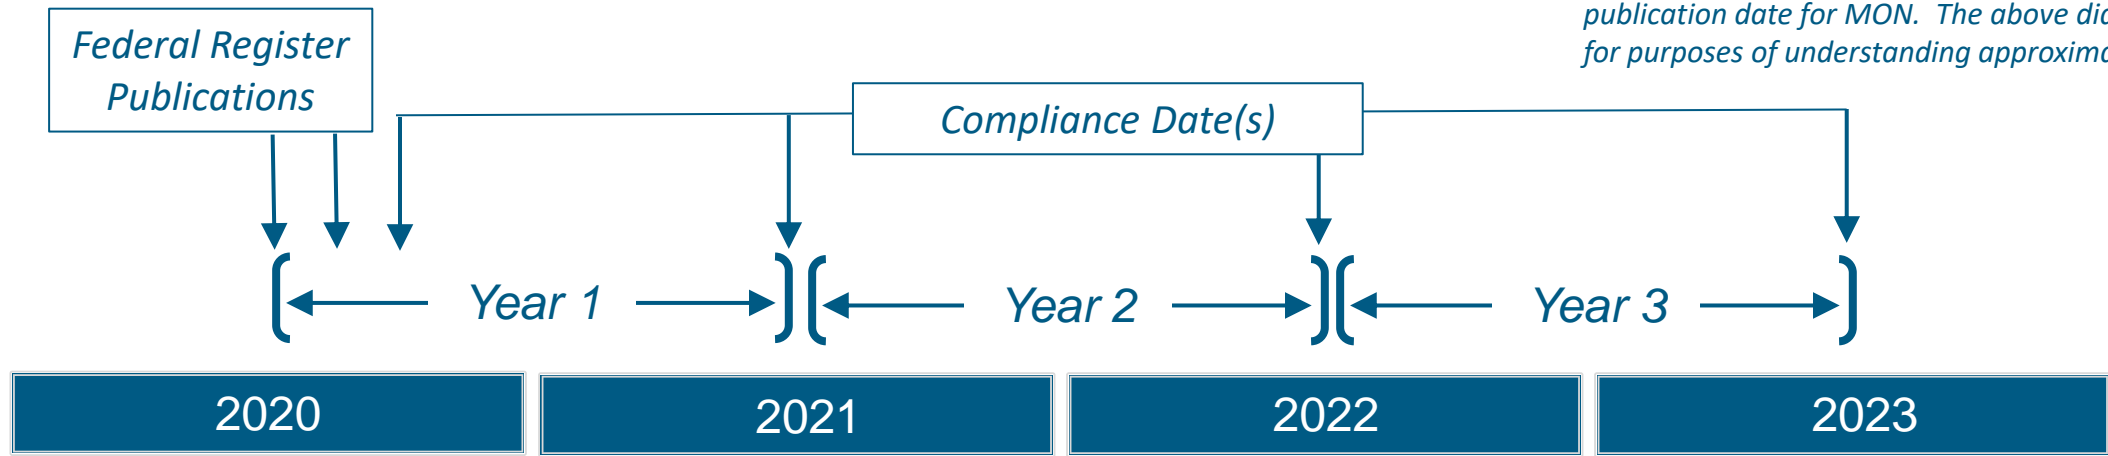 publication date for MON. The above
for purposes of understanding
Federal Register
Publications
Compliance Date(s)
Year 1
Year 2
Year 3
2020
2021
2022
2023